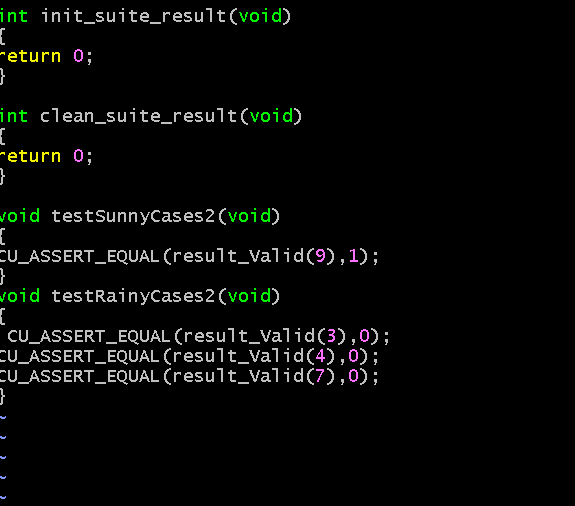 int init_suite_result(void)
{
return 0;
}
int clean_suite_result(void)
{
return 0;
}
void testSunnyCases2(void)
{
CU_ASSERT_EQUAL(result_Valid(9),1);
}
void testRainyCases2(void)
{
 CU_ASSERT_EQUAL(result_Valid(3),0);
CU_ASSERT_EQUAL(result_Valid(4),0);
CU_ASSERT_EQUAL(result_Valid(7),0);
}
~
~
~
~
~